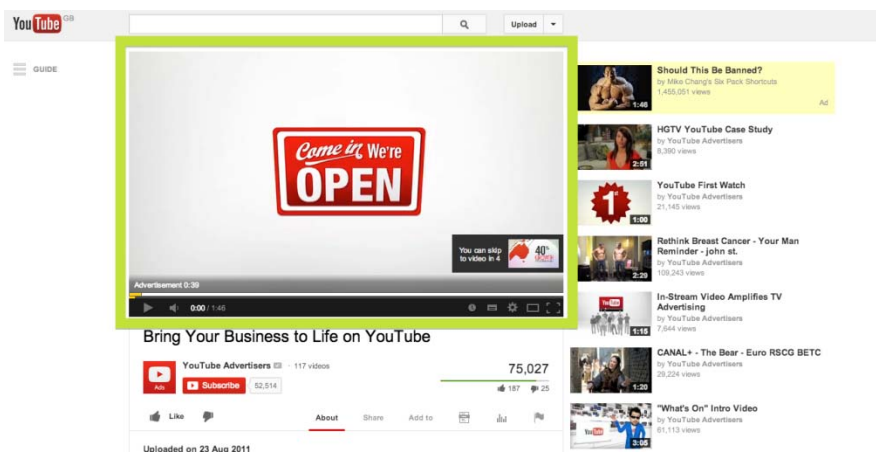 YouTube GB
Upload
GUIDE
Come in We're
OPEN
You can skip
to video in 4
40%
Advertisement 0:39
0:00 / 1:46
Bring Your Business to Life on YouTube
Ads
YouTube Advertisers · 117 videos
Subscribe 52,514
75,027
187 25
Like
About Share Add to
Uploaded on 23 Aug 2011
Should This Be Banned?
by Mike Chang's Six Pack Shortcuts
1,455,051 views
Ad
1:46
HGTV YouTube Case Study
by YouTube Advertisers
8,390 views
2:51
YouTube First Watch
by YouTube Advertisers
21,145 views
1st
1:00
Rethink Breast Cancer - Your Man
Reminder - john st.
by YouTube Advertisers
109,243 views
2:29
In-Stream Video Amplifies TV
Advertising
by YouTube Advertisers
7,644 views
YouTube
1:15
CANAL+ - The Bear - Euro RSCG BETC
by YouTube Advertisers
29,224 views
1:20
"What's On" Intro Video
by YouTube Advertisers
61,113 views
YouTube
3:05